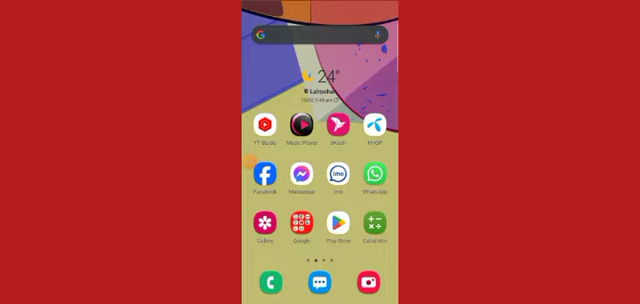 24°
Lalmohan
YT Studio
Music Player
bKash
MyGP
Facebook
Messenger
imo
WhatsApp
Gallery
Google
Play Store
Calculator